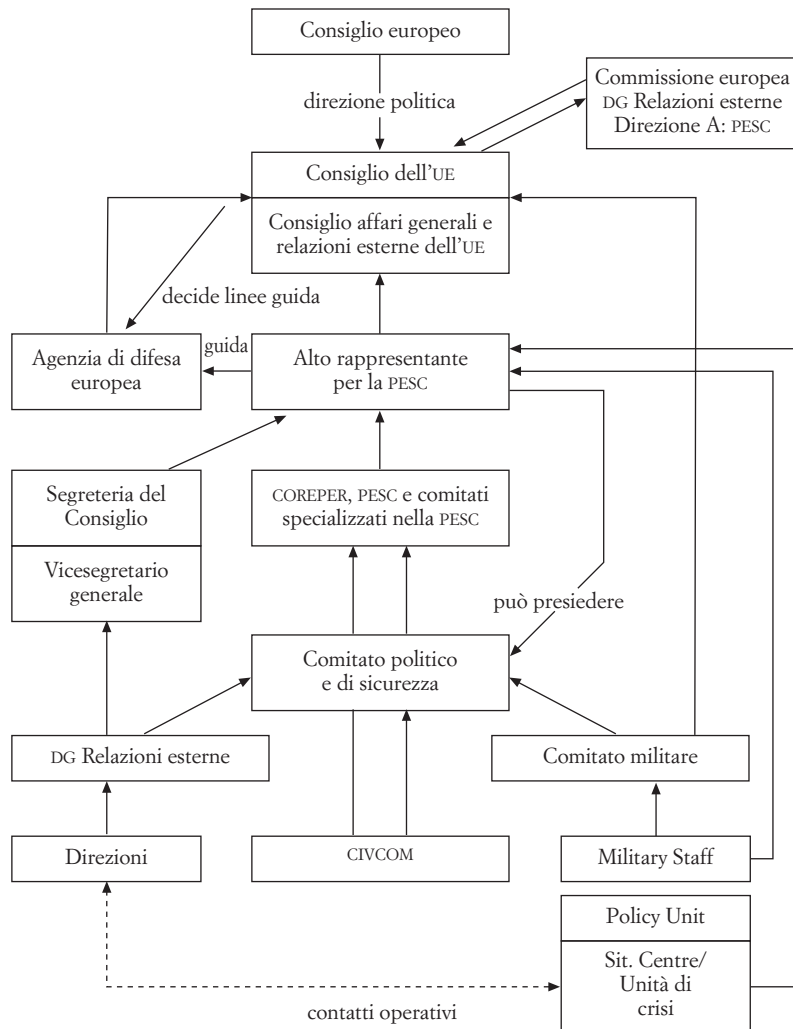 Consiglio europeo
direzione politica
Commissione europea
DG Relazioni esterne
Direzione A: PESC
Consiglio dell'UE
Consiglio affari generali e
relazioni esterne dell'UE
decide linee guida
Agenzia di difesa
europea
guida
Alto rappresentante
per la PESC
Segreteria del
Consiglio
Vicesegretario
generale
COREPER, PESC e comitati
specializzati nella PESC
può presiedere
Comitato politico
e di sicurezza
DG Relazioni esterne
Comitato militare
Direzioni
CIVCOM
Military Staff
Policy Unit
Sit. Centre/
Unità di
crisi
contatti operativi